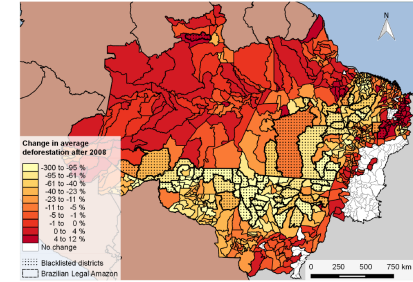 N
Change in average
deforestation after 2008
-300 to -95 %
-95 to -61 %
-61 to -40 %
-40 to -23 %
-23 to -11 %
-11 to -5 %
-5 to -1 %
-1 to 0 %
0 to 4 %
4 to 12 %
No change
Blacklisted districts
Brazilian Legal Amazon
0 250 500 750 km